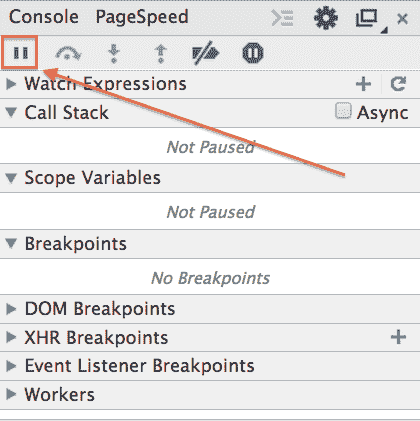 Console PageSpeed
Watch Expressions
Call Stack Async
Not Paused
Scope Variables
Not Paused
Breakpoints
No Breakpoints
DOM Breakpoints
XHR Breakpoints
Event Listener Breakpoints
Workers